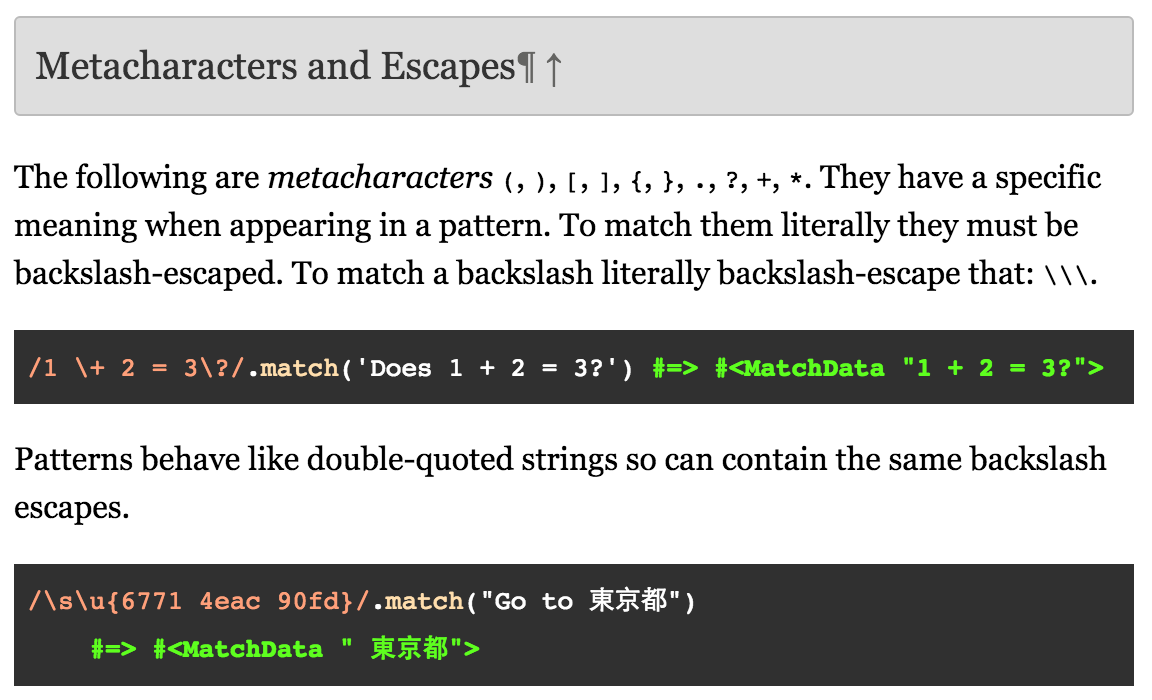 Metacharacters and Escapes¶ ↑
The following are metacharacters (, ), [, ], {, }, ., ?, +, *. They have a specific
meaning when appearing in a pattern. To match them literally they must be
backslash-escaped. To match a backslash literally backslash-escape that: \\\.
/1 \+ 2 = 3\?/.match('Does 1 + 2 = 3?') #=> #<MatchData "1 + 2 = 3?">
Patterns behave like double-quoted strings so can contain the same backslash
escapes.
/\s\u{6771 4eac 90fd}/.match("Go to 東京都")
    #=> #<MatchData " 東京都">